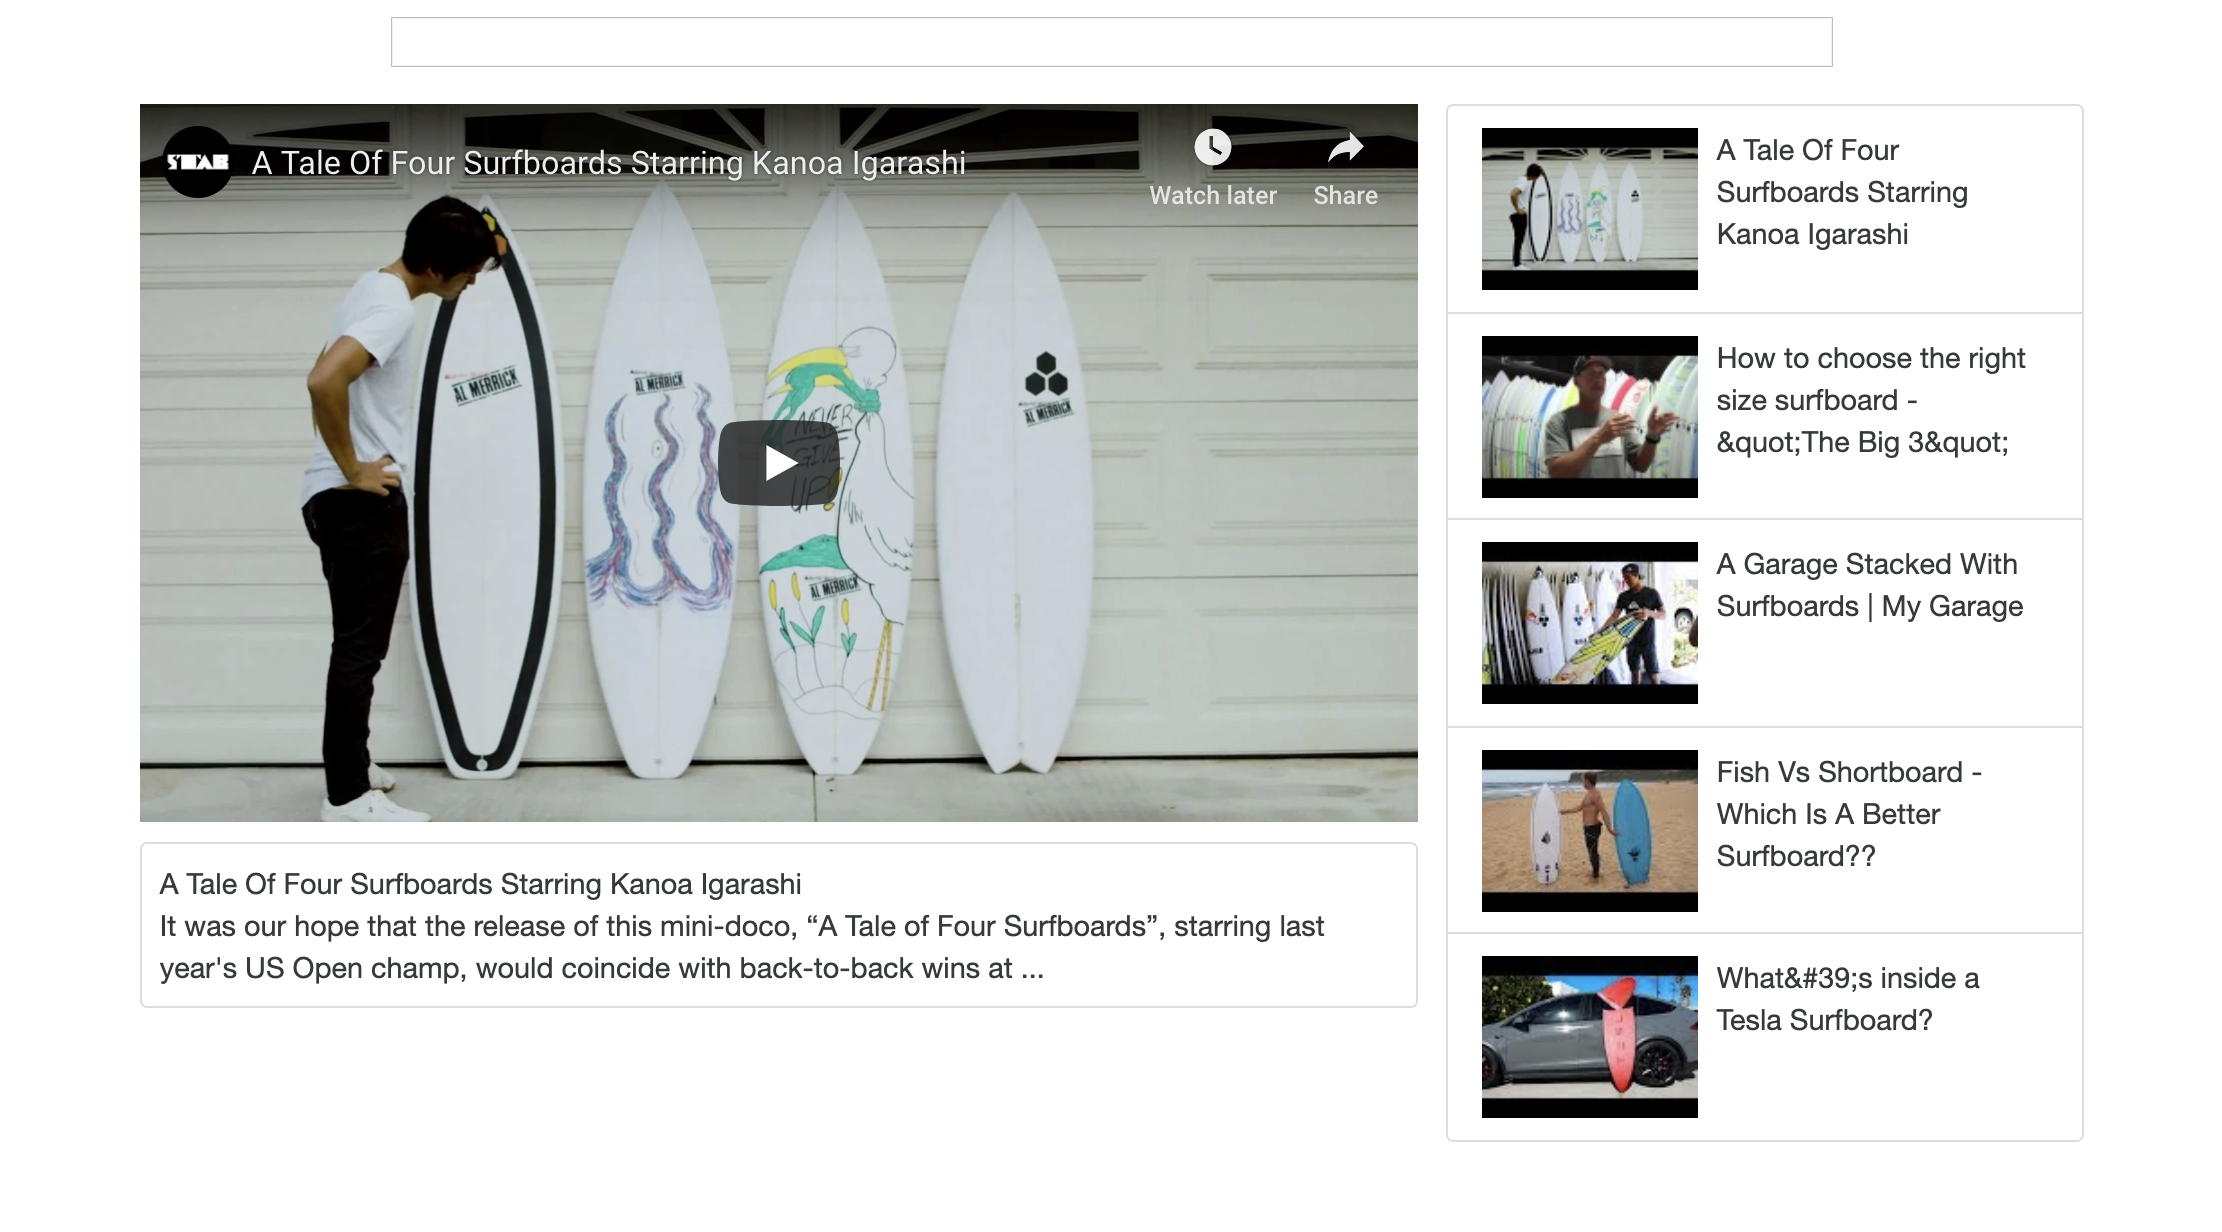 STAB
A Tale Of Four Surfboards Starring Kanoa Igarashi
Watch later
Share
AL MERRICK
AL MERRICK
NEVER
GIVE
UP!
AL MERRICK
AL MERRICK
A Tale Of Four Surfboards Starring Kanoa Igarashi
It was our hope that the release of this mini-doco, “A Tale of Four Surfboards”, starring last
year's US Open champ, would coincide with back-to-back wins at ...
A Tale Of Four
Surfboards Starring
Kanoa Igarashi
How to choose the right
size surfboard -
&quot;The Big 3&quot;
A Garage Stacked With
Surfboards | My Garage
Fish Vs Shortboard -
Which Is A Better
Surfboard??
What&#39;s inside a
Tesla Surfboard?